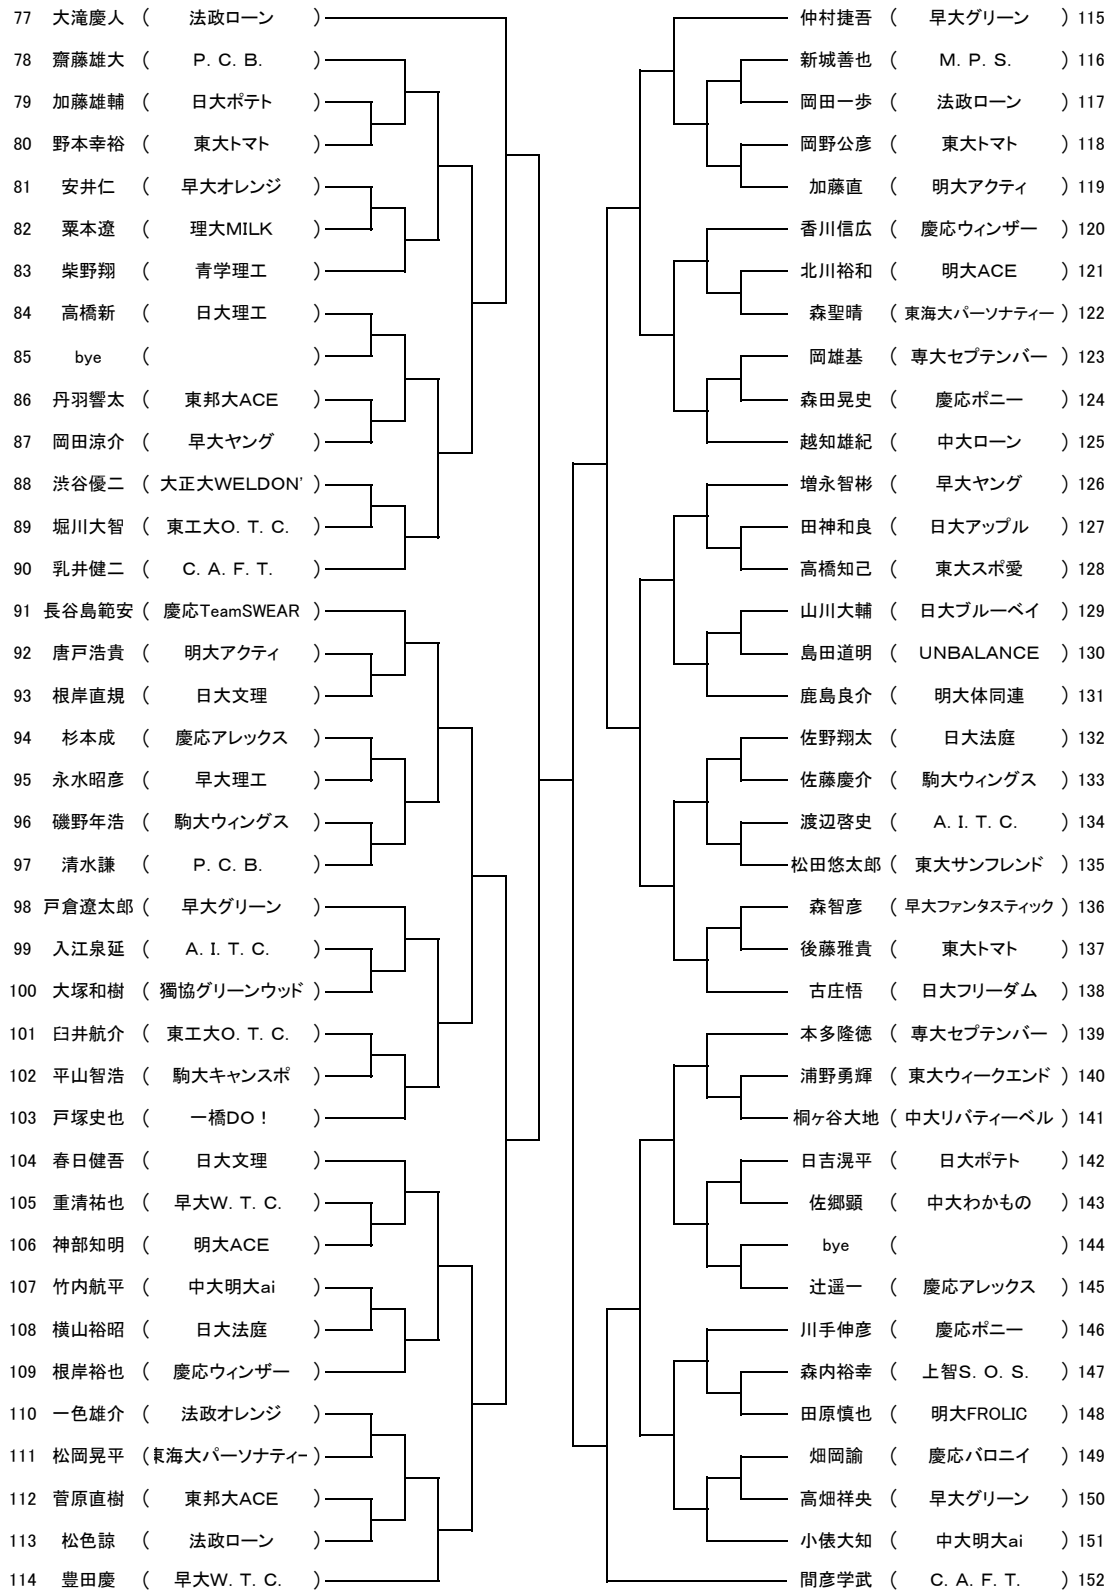 77 大滝慶人 ( 法政ローン )
78 齋藤雄大 ( P. C. B. )
79 加藤雄輔 ( 日大ポテト )
80 野本幸裕 ( 東大トマト )
81 安井仁 ( 早大オレンジ )
82 粟本遼 ( 理大MILK )
83 柴野翔 ( 青学理工 )
84 高橋新 ( 日大理工 )
85 bye ( )
86 丹羽響太 ( 東邦大ACE )
87 岡田涼介 ( 早大ヤング )
88 渋谷優二 ( 大正大WELDON' )
89 堀川大智 ( 東工大O. T. C. )
90 乳井健二 ( C. A. F. T. )
91 長谷島範安 ( 慶応TeamSWEAR )
92 唐戸浩貴 ( 明大アクティ )
93 根岸直規 ( 日大文理 )
94 杉本成 ( 慶応アレックス )
95 永水昭彦 ( 早大理工 )
96 磯野年浩 ( 駒大ウィングス )
97 清水謙 ( P. C. B. )
98 戸倉遼太郎 ( 早大グリーン )
99 入江泉延 ( A. I. T. C. )
100 大塚和樹 ( 獨協グリーンウッド )
101 臼井航介 ( 東工大O. T. C. )
102 平山智浩 ( 駒大キャンスポ )
103 戸塚史也 ( 一橋DO! )
104 春日健吾 ( 日大文理 )
105 重清祐也 ( 早大W. T. C. )
106 神部知明 ( 明大ACE )
107 竹内航平 ( 中大明大ai )
108 横山裕昭 ( 日大法庭 )
109 根岸裕也 ( 慶応ウィンザー )
110 一色雄介 ( 法政オレンジ )
111 松岡晃平 ( 東海大パーソナティー )
112 菅原直樹 ( 東邦大ACE )
113 松色諒 ( 法政ローン )
114 豊田慶 ( 早大W. T. C. )
仲村捷吾 ( 早大グリーン ) 115
新城善也 ( M. P. S. ) 116
岡田一歩 ( 法政ローン ) 117
岡野公彦 ( 東大トマト ) 118
加藤直 ( 明大アクティ ) 119
香川信広 ( 慶応ウィンザー ) 120
北川裕和 ( 明大ACE ) 121
森聖晴 ( 東海大パーソナティー ) 122
岡雄基 ( 専大セプテンバー ) 123
森田晃史 ( 慶応ポニー ) 124
越知雄紀 ( 中大ローン ) 125
増永智彬 ( 早大ヤング ) 126
田神和良 ( 日大アップル ) 127
高橋知己 ( 東大スポ愛 ) 128
山川大輔 ( 日大ブルーベイ ) 129
島田道明 ( UNBALANCE ) 130
鹿島良介 ( 明大体同連 ) 131
佐野翔太 ( 日大法庭 ) 132
佐藤慶介 ( 駒大ウィングス ) 133
渡辺啓史 ( A. I. T. C. ) 134
松田悠太郎 ( 東大サンフレンド ) 135
森智彦 ( 早大ファンタスティック ) 136
後藤雅貴 ( 東大トマト ) 137
古庄悟 ( 日大フリーダム ) 138
本多隆徳 ( 専大セプテンバー ) 139
浦野勇輝 ( 東大ウィークエンド ) 140
桐ヶ谷大地 ( 中大リバティーベル ) 141
日吉滉平 ( 日大ポテト ) 142
佐郷顕 ( 中大わかもの ) 143
bye ( ) 144
辻遥一 ( 慶応アレックス ) 145
川手伸彦 ( 慶応ポニー ) 146
森内裕幸 ( 上智S. O. S. ) 147
田原慎也 ( 明大FROLIC ) 148
畑岡諭 ( 慶応バロニイ ) 149
高畑祥央 ( 早大グリーン ) 150
小俵大知 ( 中大明大ai ) 151
間彦学武 ( C. A. F. T. ) 152